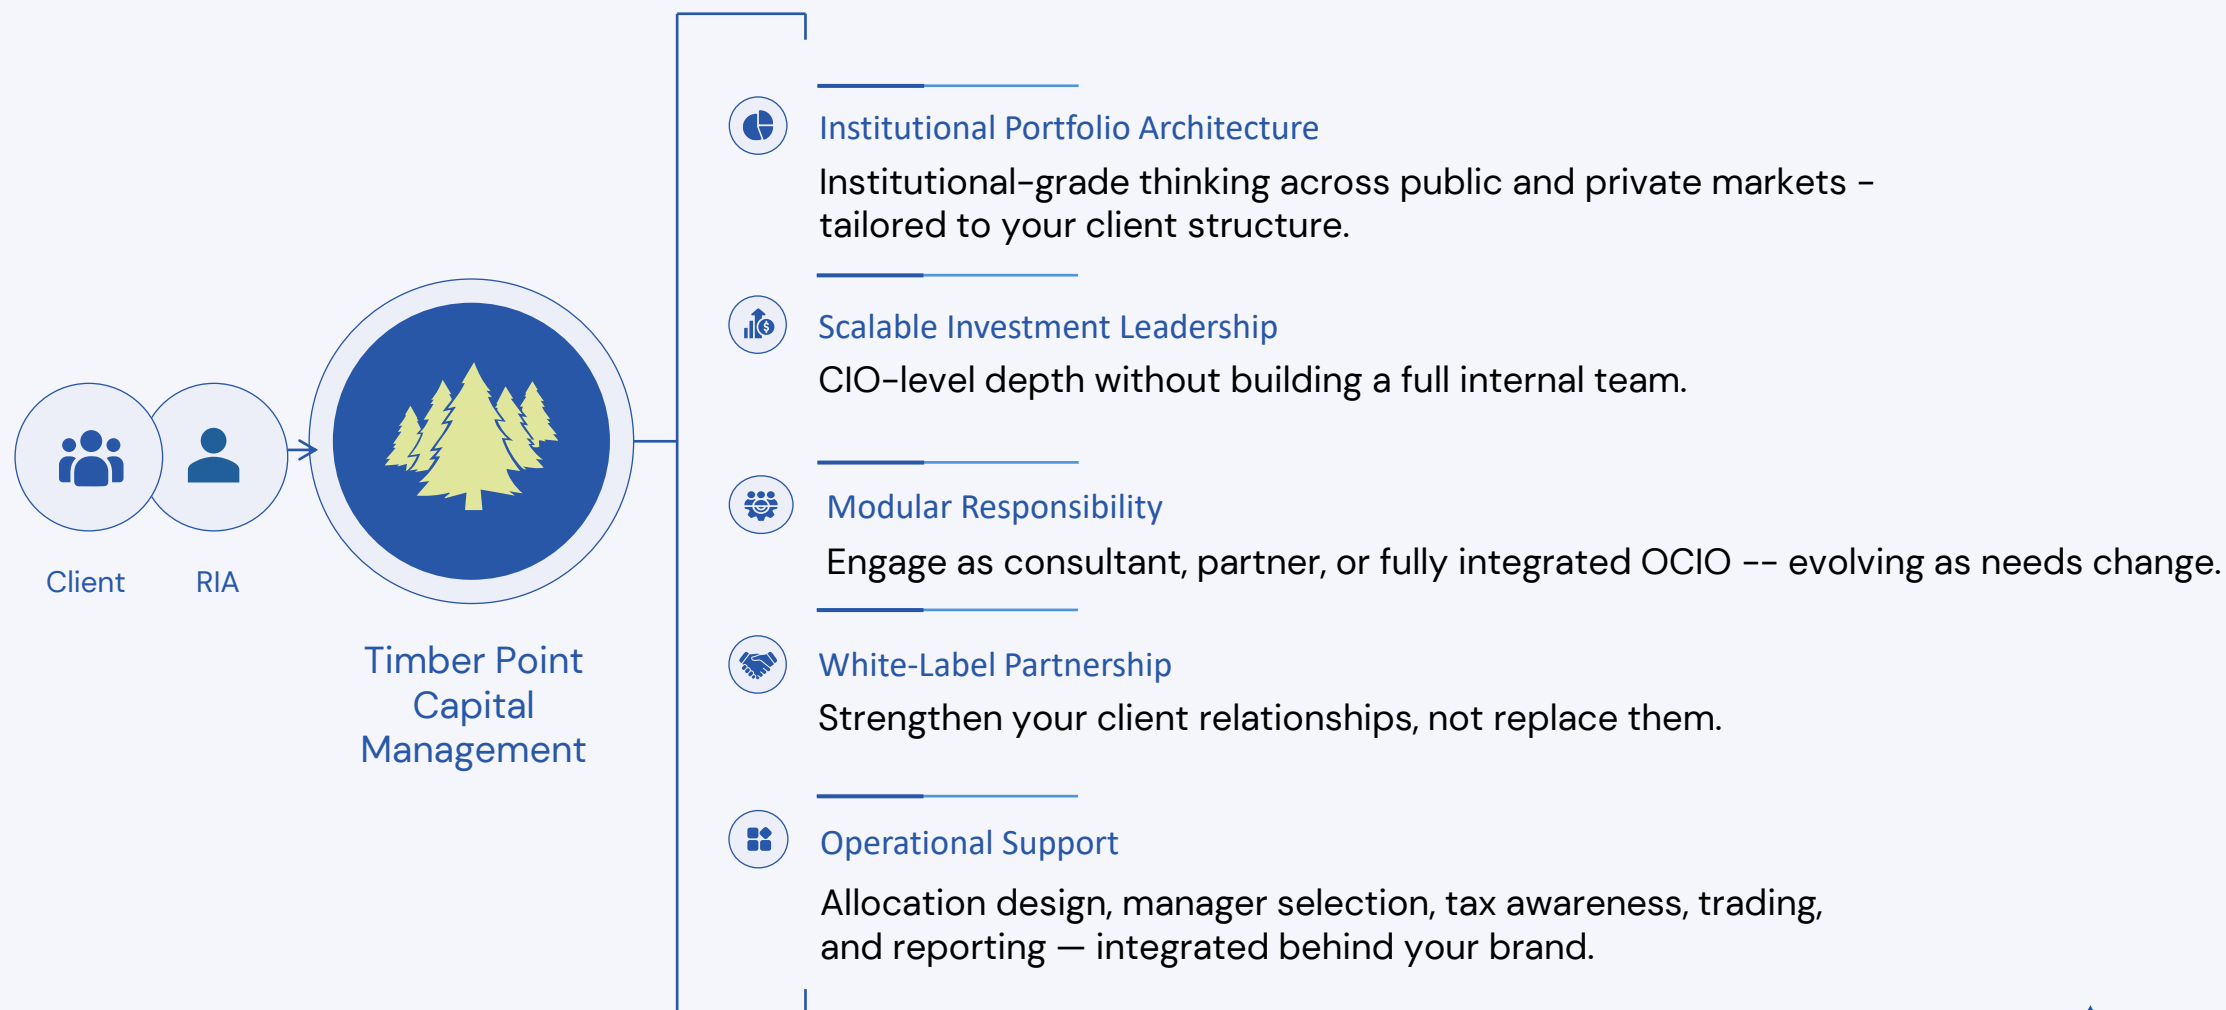 Client
RIA
Timber Point
Capital
Management
Institutional Portfolio Architecture
Institutional-grade thinking across public and private markets -
tailored to your client structure.
Scalable Investment Leadership
CIO-level depth without building a full internal team.
Modular Responsibility
Engage as consultant, partner, or fully integrated OCIO -- evolving as needs change.
White-Label Partnership
Strengthen your client relationships, not replace them.
Operational Support
Allocation design, manager selection, tax awareness, trading,
and reporting — integrated behind your brand.